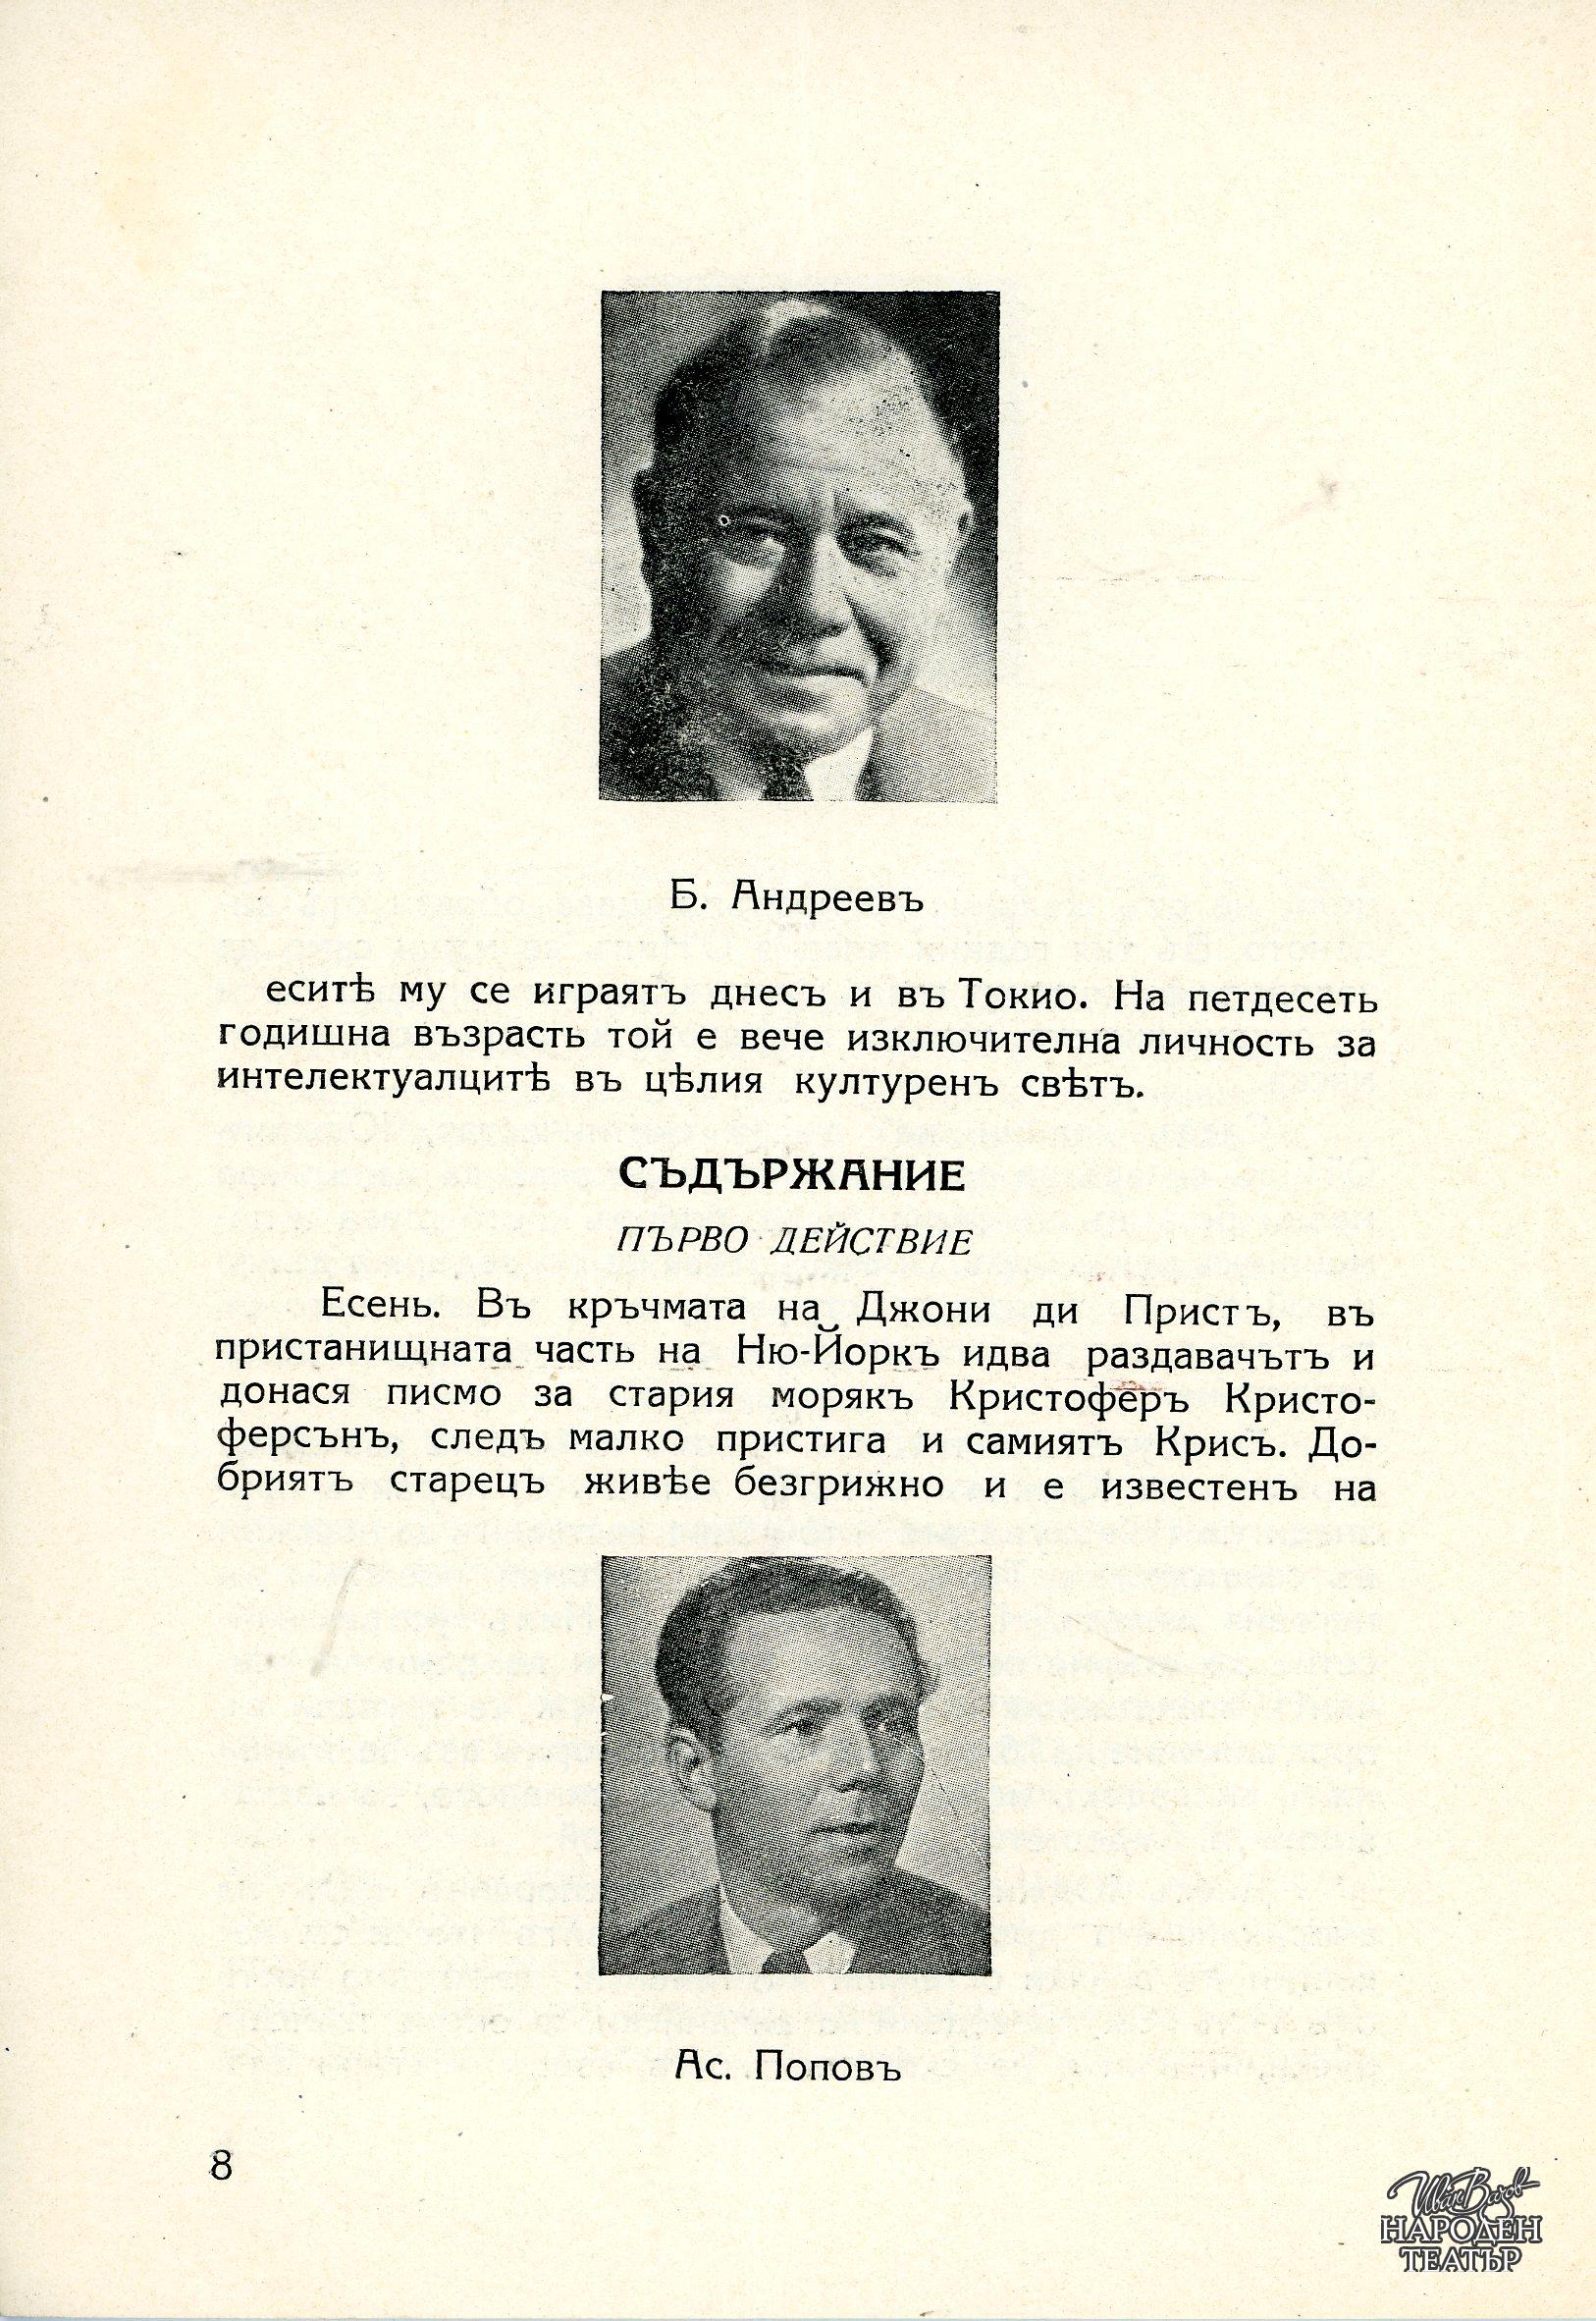 Б. Андреевъ
еситѣ му се играятъ днесъ и въ Токио. На петдесеть
годишна възрасть той е вече изключителна личность за
интелектуалцитѣ въ цѣлия културенъ свѣтъ.
СЪДЪРЖАНИЕ
ПЪРВО ДЕЙСТВИЕ
Есень. Въ кръчмата на Джони ди Пристъ, въ
пристанищната часть на Ню-Йоркъ идва раздавачътъ и
донася писмо за стария морякъ Кристоферъ Кристо-
ферсънъ, следъ малко пристига и самиятъ Крисъ. До-
бриятъ старецъ живѣе безгрижно и е известенъ на
Ас. Поповъ
8
Иван Вазов
НАРОДЕН
ТЕАТЪР